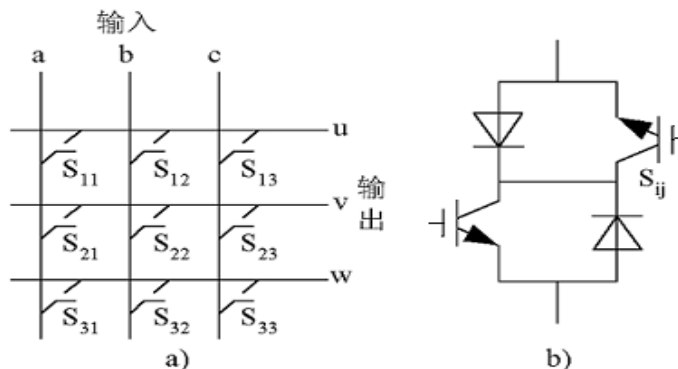 输入
a b c
u
S11 S12 S13
v
输出
S21 S22 S23
w
S31 S32 S33
a)
Sij
b)